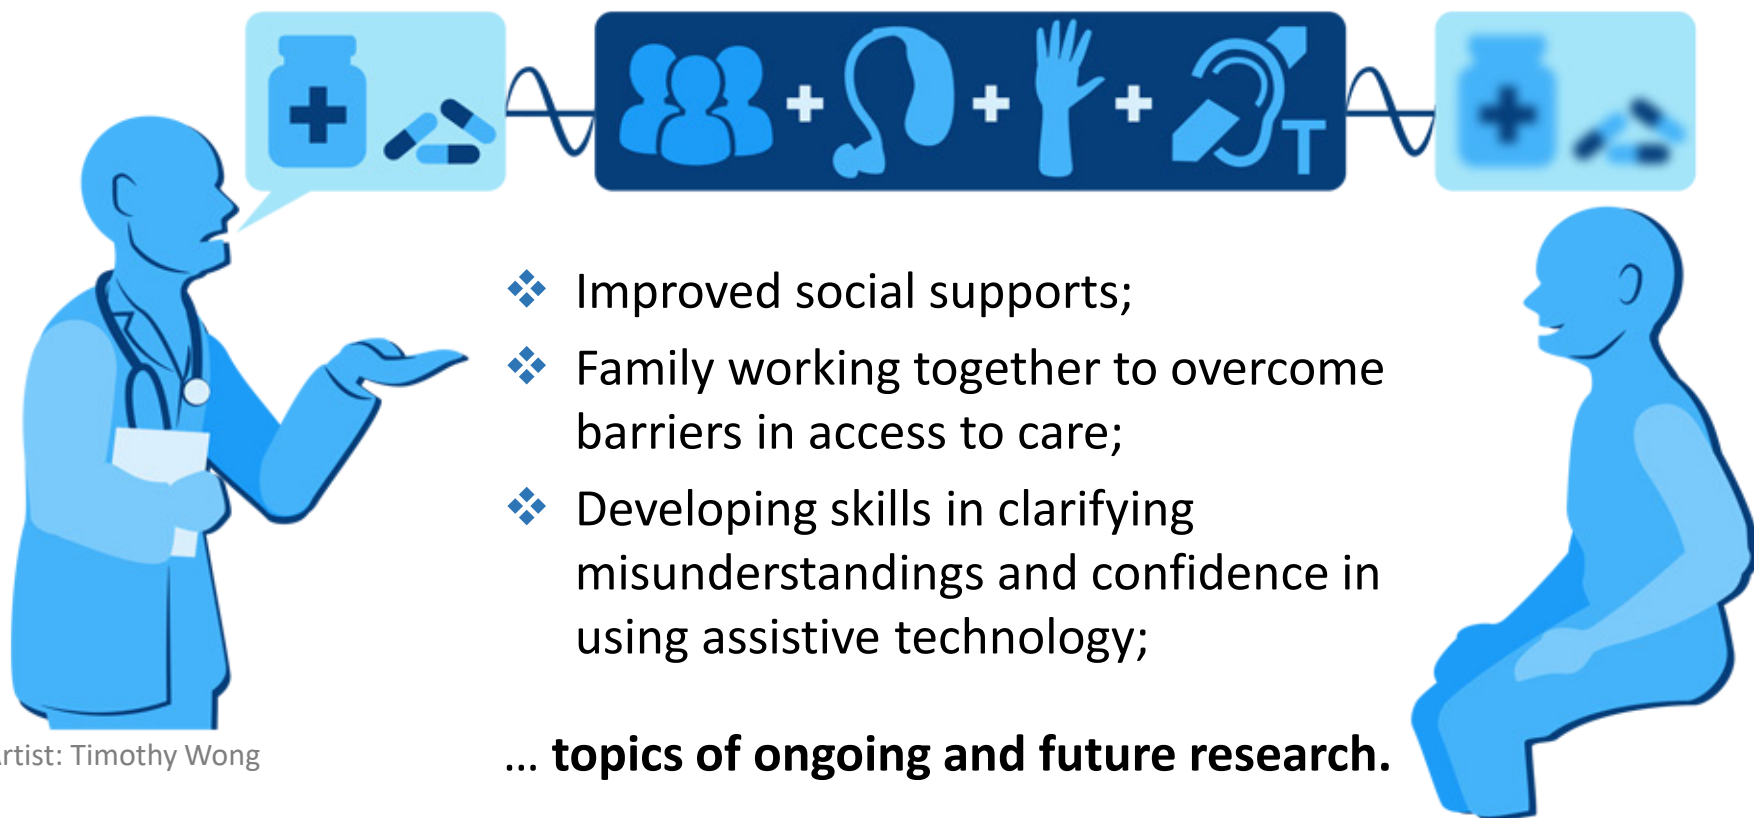 T
❖ Improved social supports;
❖ Family working together to overcome
barriers in access to care;
❖ Developing skills in clarifying
misunderstandings and confidence in
using assistive technology;
rtist: Timothy Wong
... topics of ongoing and future research.